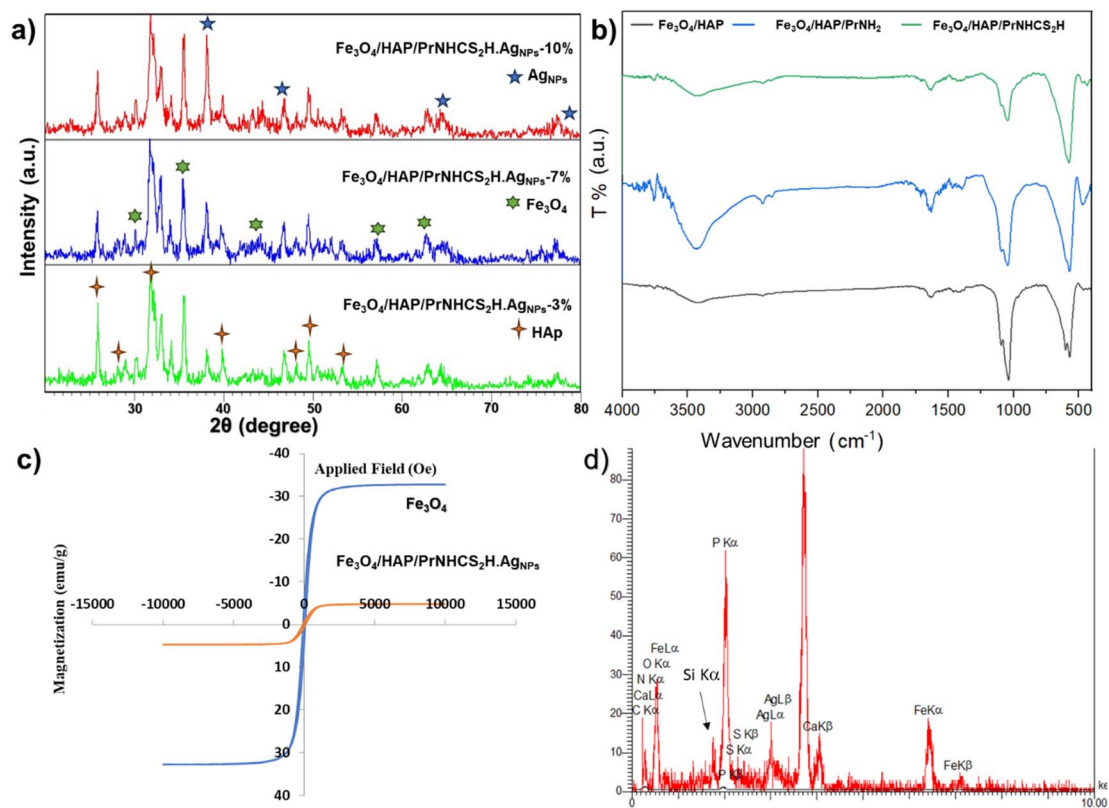 a)
Fe₃O₄/HAP/PrNHCS₂H.AgNPs-10%
AgNPs
Fe₃O₄/HAP/PrNHCS₂H.AgNPs-7%
Fe₃O₄
Fe₃O₄/HAP/PrNHCS₂H.AgNPs-3%
HAp
Intensity (a.u.)
30 40 50 60 70 80
2θ (degree)
b)
Fe₃O₄/HAP Fe₃O₄/HAP/PrNH₂ Fe₃O₄/HAP/PrNHCS₂H
T % (a.u.)
4000 3500 3000 2500 2000 1500 1000 500
Wavenumber (cm⁻¹)
c)
Applied Field (Oe)
Fe₃O₄
Fe₃O₄/HAP/PrNHCS₂H.AgNPs
Magnetization (emu/g)
-40
-30
-20
-10
0
10
20
30
40
-15000 -10000 -5000 0 5000 10000 15000
d)
80
70
60
50
40
30
20
10
0
P Kα
FeLα
O Kα
N Kα
CaLα
C Kα
Si Kα
AgLβ
AgLα
S Kβ
S Kα
P Kβ
CaKβ
FeKα
FeKβ
ke